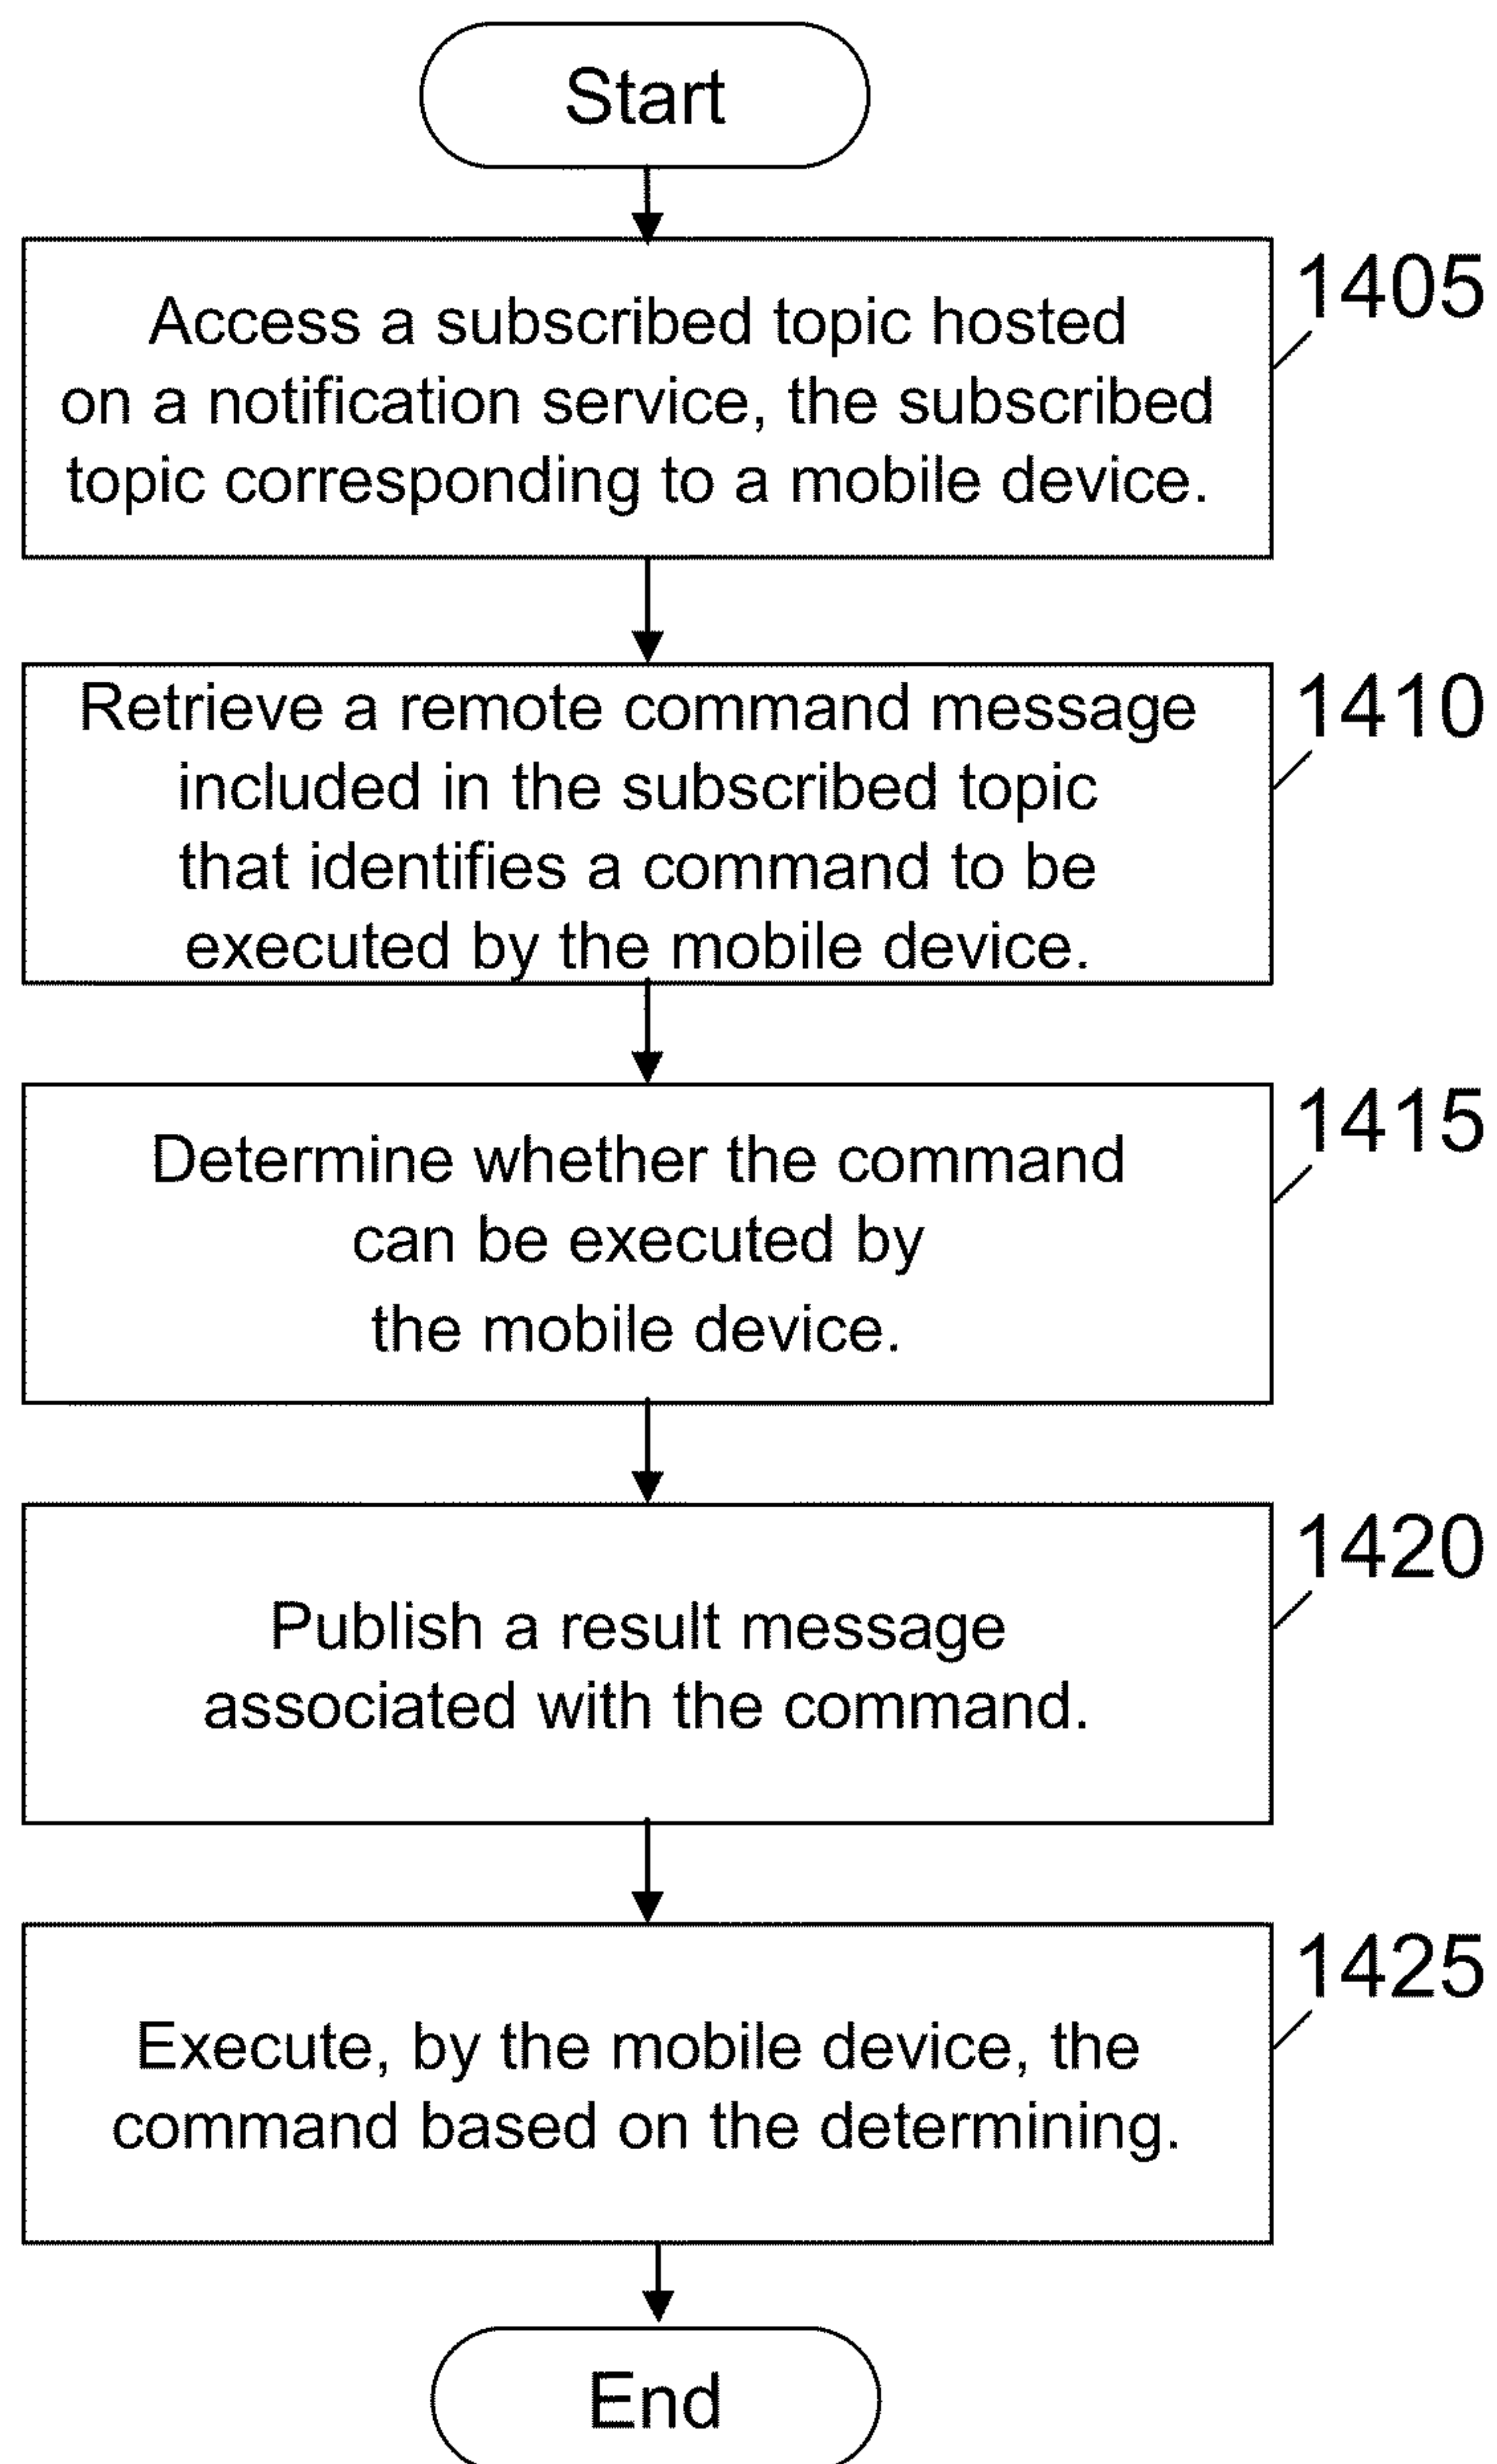 Start
1405
Access a subscribed topic hosted
on a notification service, the subscribed
topic corresponding to a mobile device.
1410
Retrieve a remote command message
included in the subscribed topic
that identifies a command to be
executed by the mobile device.
1415
Determine whether the command
can be executed by
the mobile device.
1420
Publish a result message
associated with the command.
1425
Execute, by the mobile device, the
command based on the determining.
End